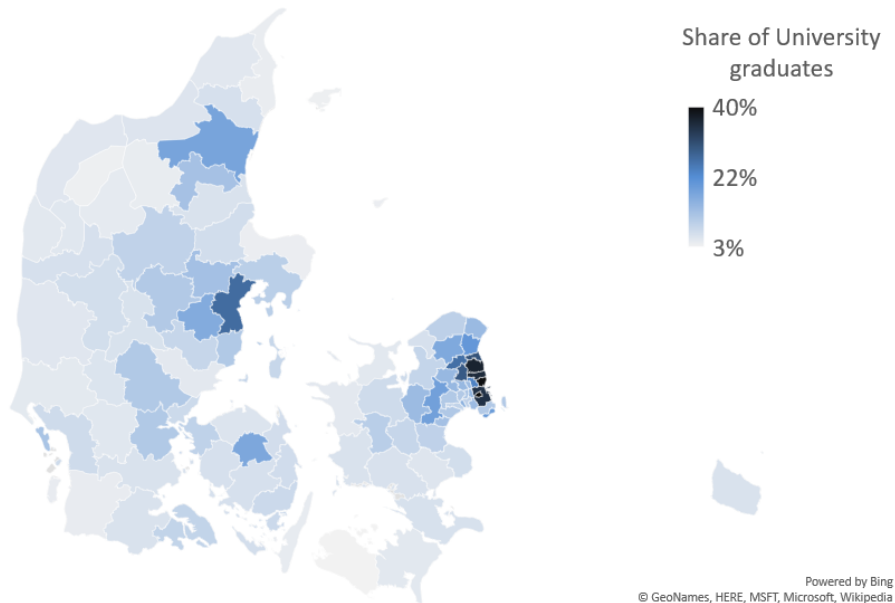 Share of University
graduates
40%
22%
3%
Powered by Bing
© GeoNames, HERE, MSFT, Microsoft, Wikipedia